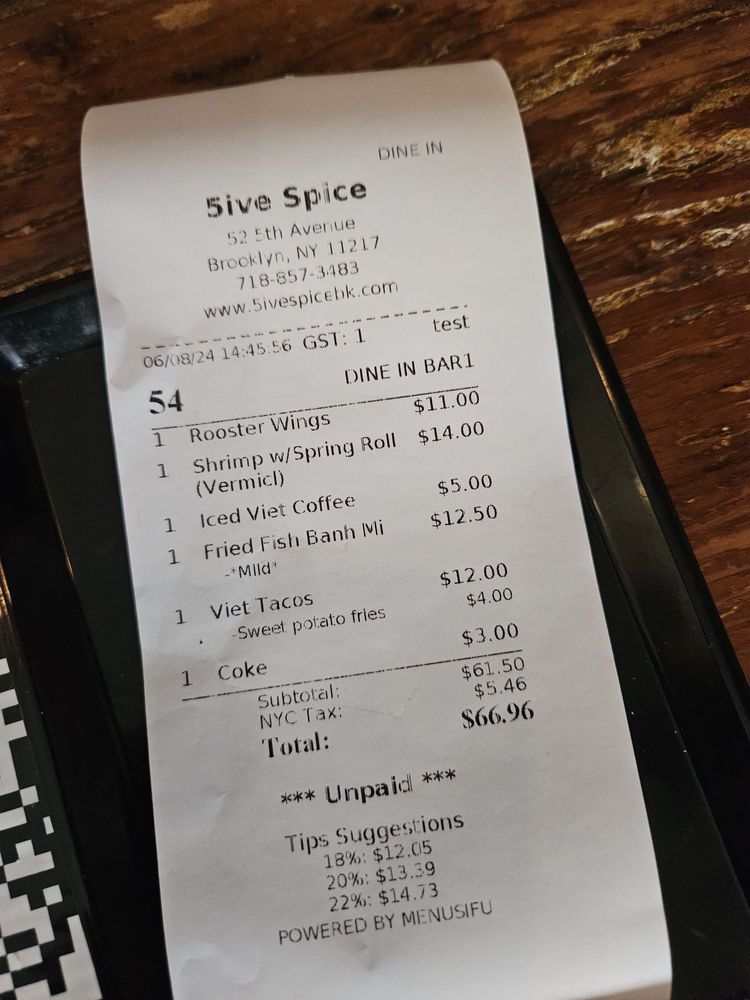 DINE IN
5ive Spice
52 5th Avenue
Brooklyn, NY 11217
718-857-3483
www.5ivespicebk.com
06/08/24 14:45:56 GST: 1 test
54 DINE IN BAR1
1 Rooster Wings $11.00
1 Shrimp w/Spring Roll $14.00
(Vermicl)
1 Iced Viet Coffee $5.00
1 Fried Fish Banh Mi $12.50
-*Mild*
1 Viet Tacos $12.00
-Sweet potato fries $4.00
1 Coke $3.00
Subtotal: $61.50
NYC Tax: $5.46
Total: $66.96
*** Unpaid ***
Tips Suggestions
18%: $12.05
20%: $13.39
22%: $14.73
POWERED BY MENUSIFU